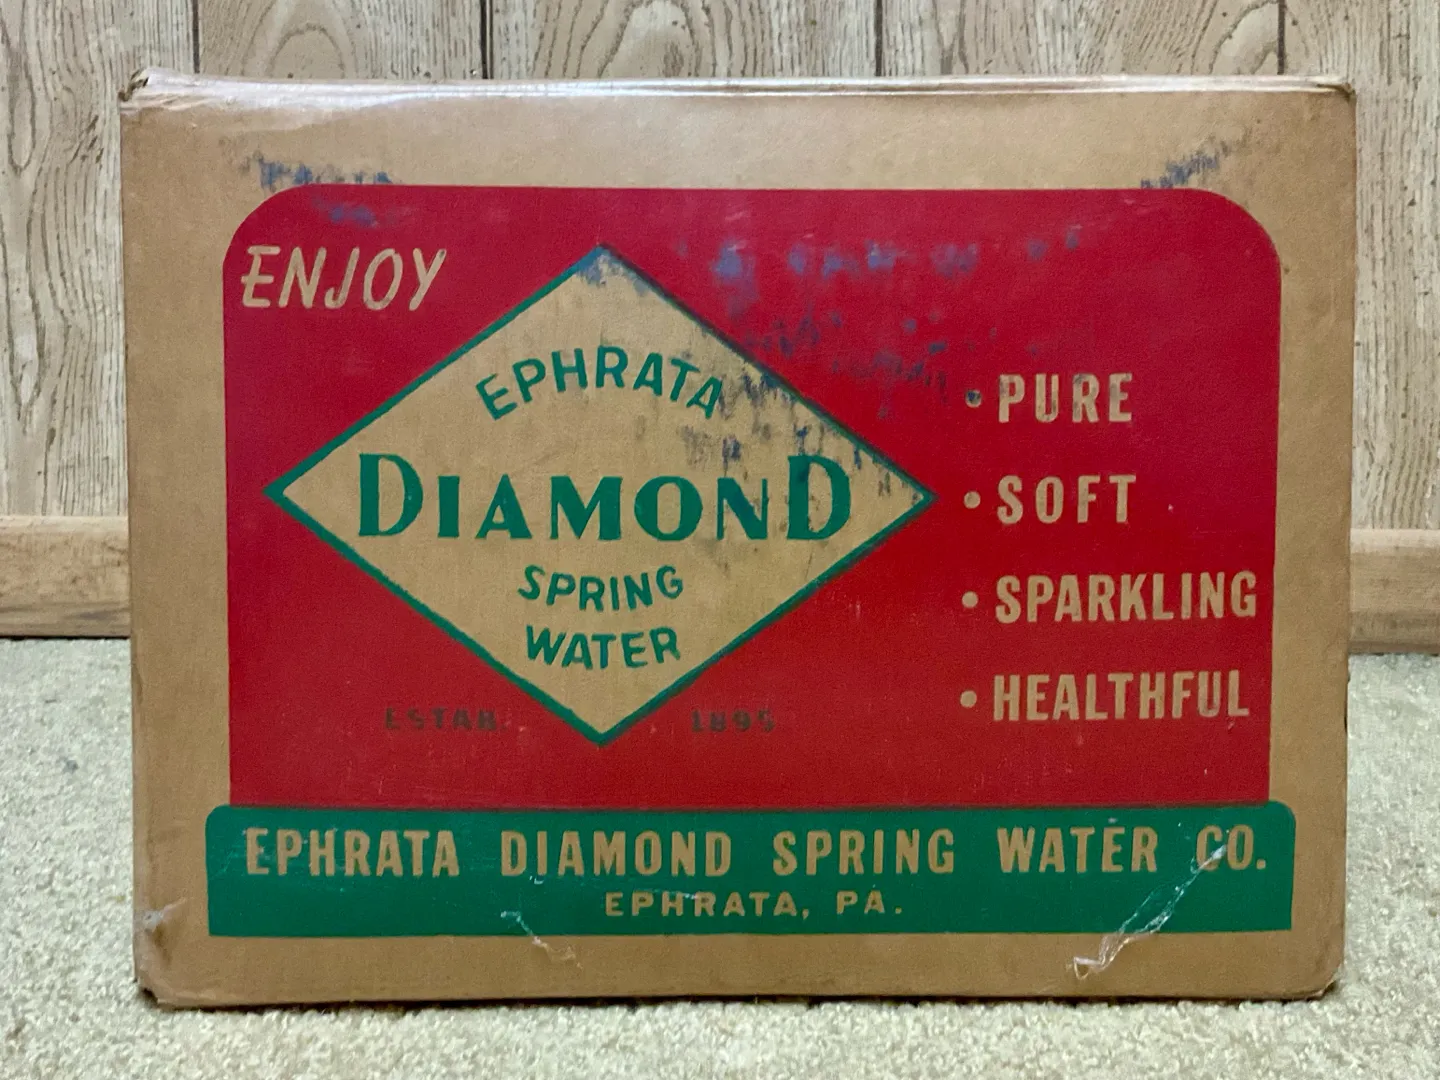 ENJOY
EPHRATA
DIAMOND
SPRING
WATER
ESTAB. 1895
• PURE
• SOFT
• SPARKLING
• HEALTHFUL
EPHRATA DIAMOND SPRING WATER CO.
EPHRATA, PA.